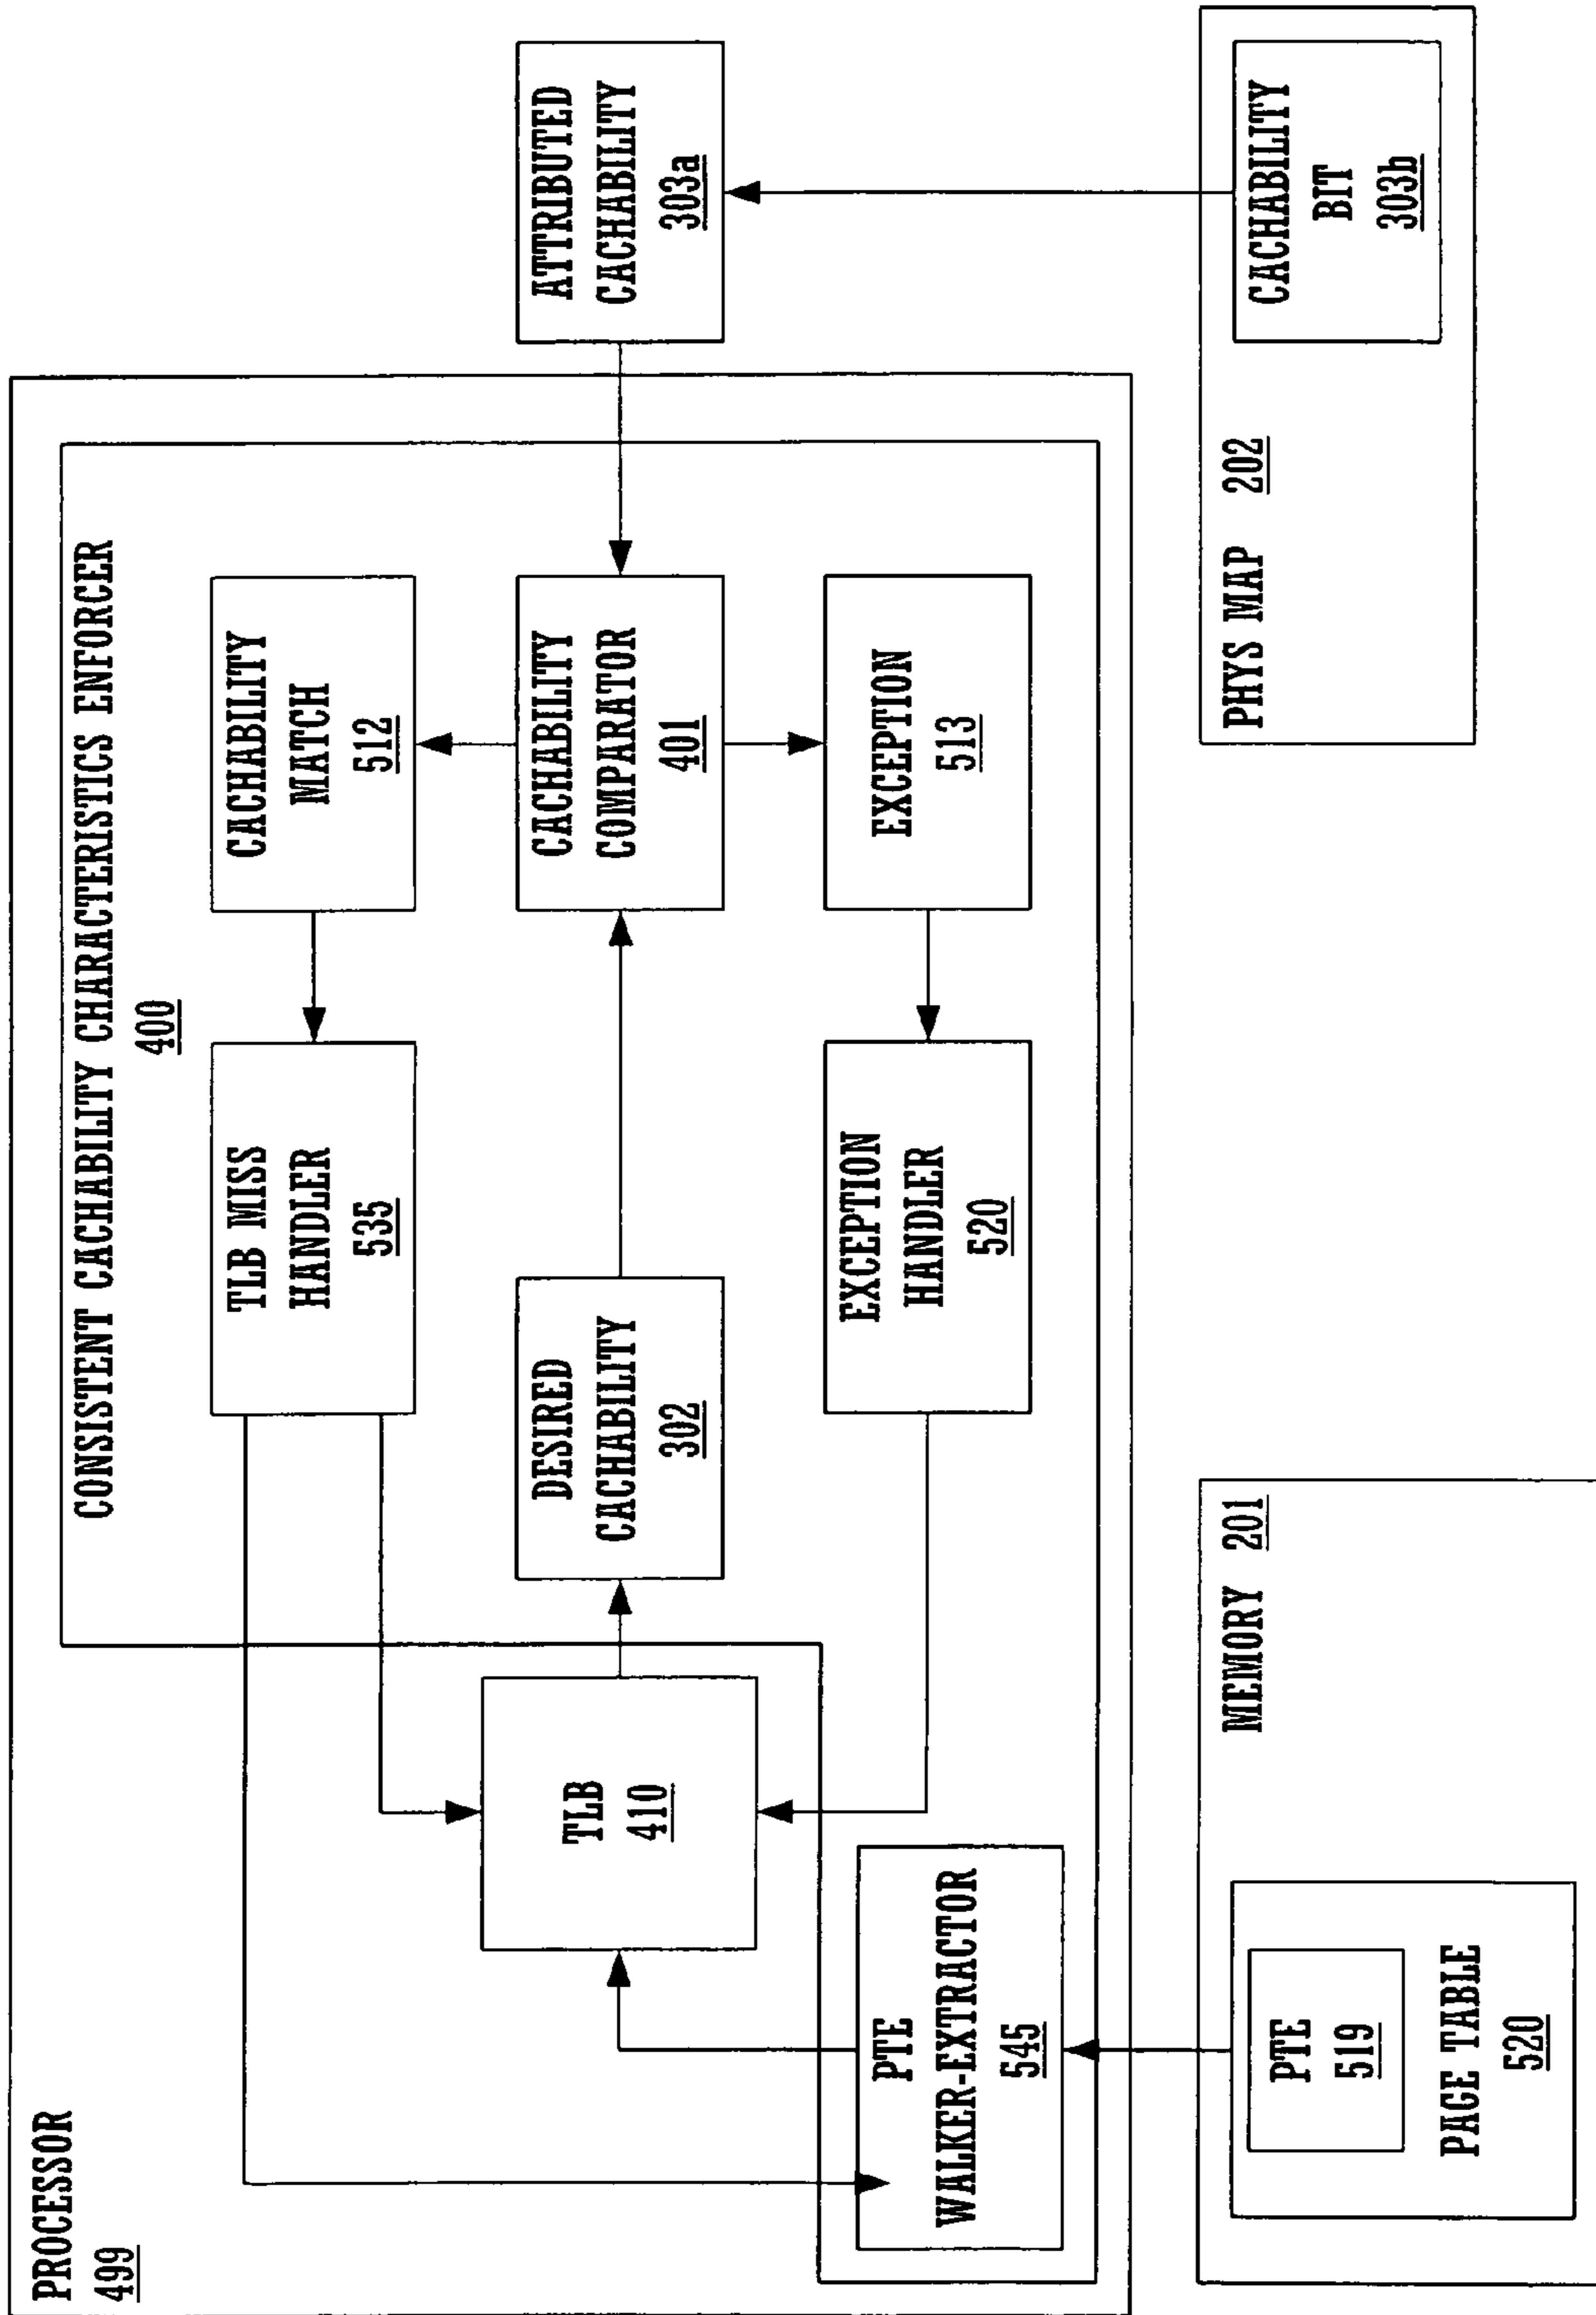 PROCESSOR
499
CONSISTENT CACHABILITY CHARACTERISTICS ENFORCER
400
TLB MISS
HANDLER
535
CACHABILITY
MATCH
512
TLB
410
DESIRED
CACHABILITY
302
CACHABILITY
COMPARATOR
401
ATTRIBUTED
CACHABILITY
303a
PTE
WALKER-EXTRACTOR
545
EXCEPTION
HANDLER
520
EXCEPTION
513
MEMORY 201
PTE
519
PAGE TABLE
520
PHYS MAP 202
CACHABILITY
BIT
303b